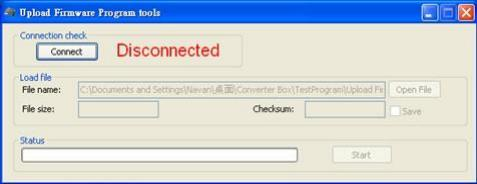 Upload Firmware Program tools
Connection check
Connect
Disconnected
Load file
File name:
C:\Documents and Settings\Navan\桌面\Converter Box\TestProgram\Upload Fi
Open File
File size:
Checksum:
Save
Status
Start